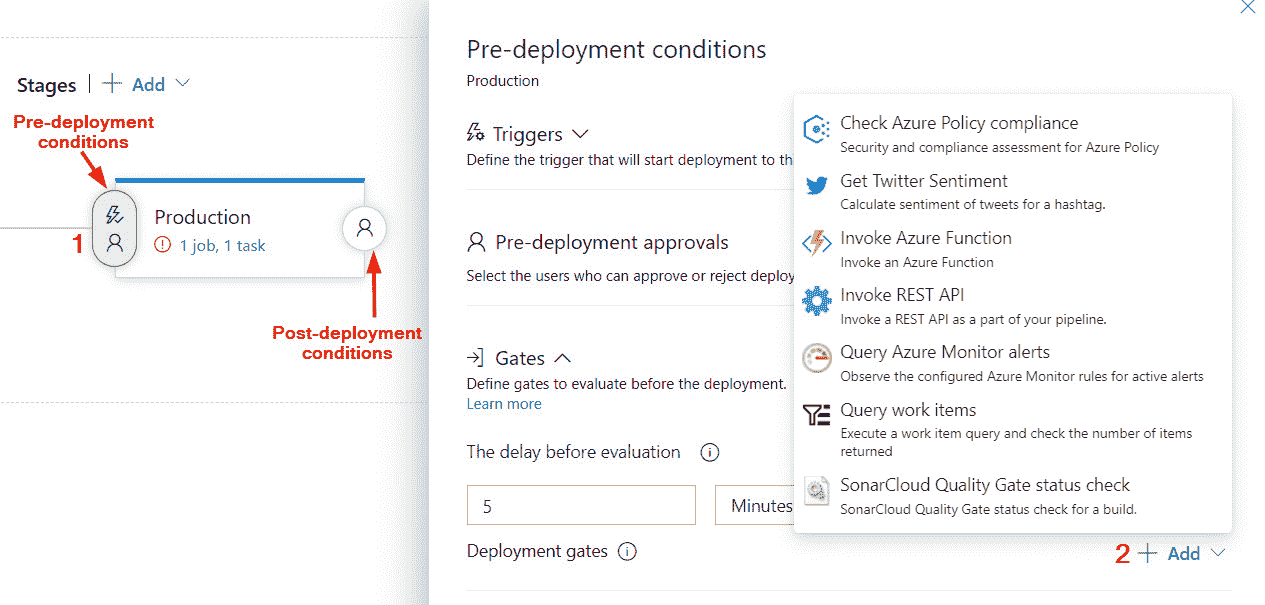 Stages | + Add
Pre-deployment
conditions
1
Production
1 job, 1 task
Post-deployment
conditions
Pre-deployment conditions
Production
Triggers
Define the trigger that will start deployment to th
Pre-deployment approvals
Select the users who can approve or reject deploy
Gates
Define gates to evaluate before the deployment.
Learn more
The delay before evaluation
5
Minutes
Deployment gates
Check Azure Policy compliance
Security and compliance assessment for Azure Policy
Get Twitter Sentiment
Calculate sentiment of tweets for a hashtag.
Invoke Azure Function
Invoke an Azure Function
Invoke REST API
Invoke a REST API as a part of your pipeline.
Query Azure Monitor alerts
Observe the configured Azure Monitor rules for active alerts
Query work items
Execute a work item query and check the number of items
returned
SonarCloud Quality Gate status check
SonarCloud Quality Gate status check for a build.
2 + Add